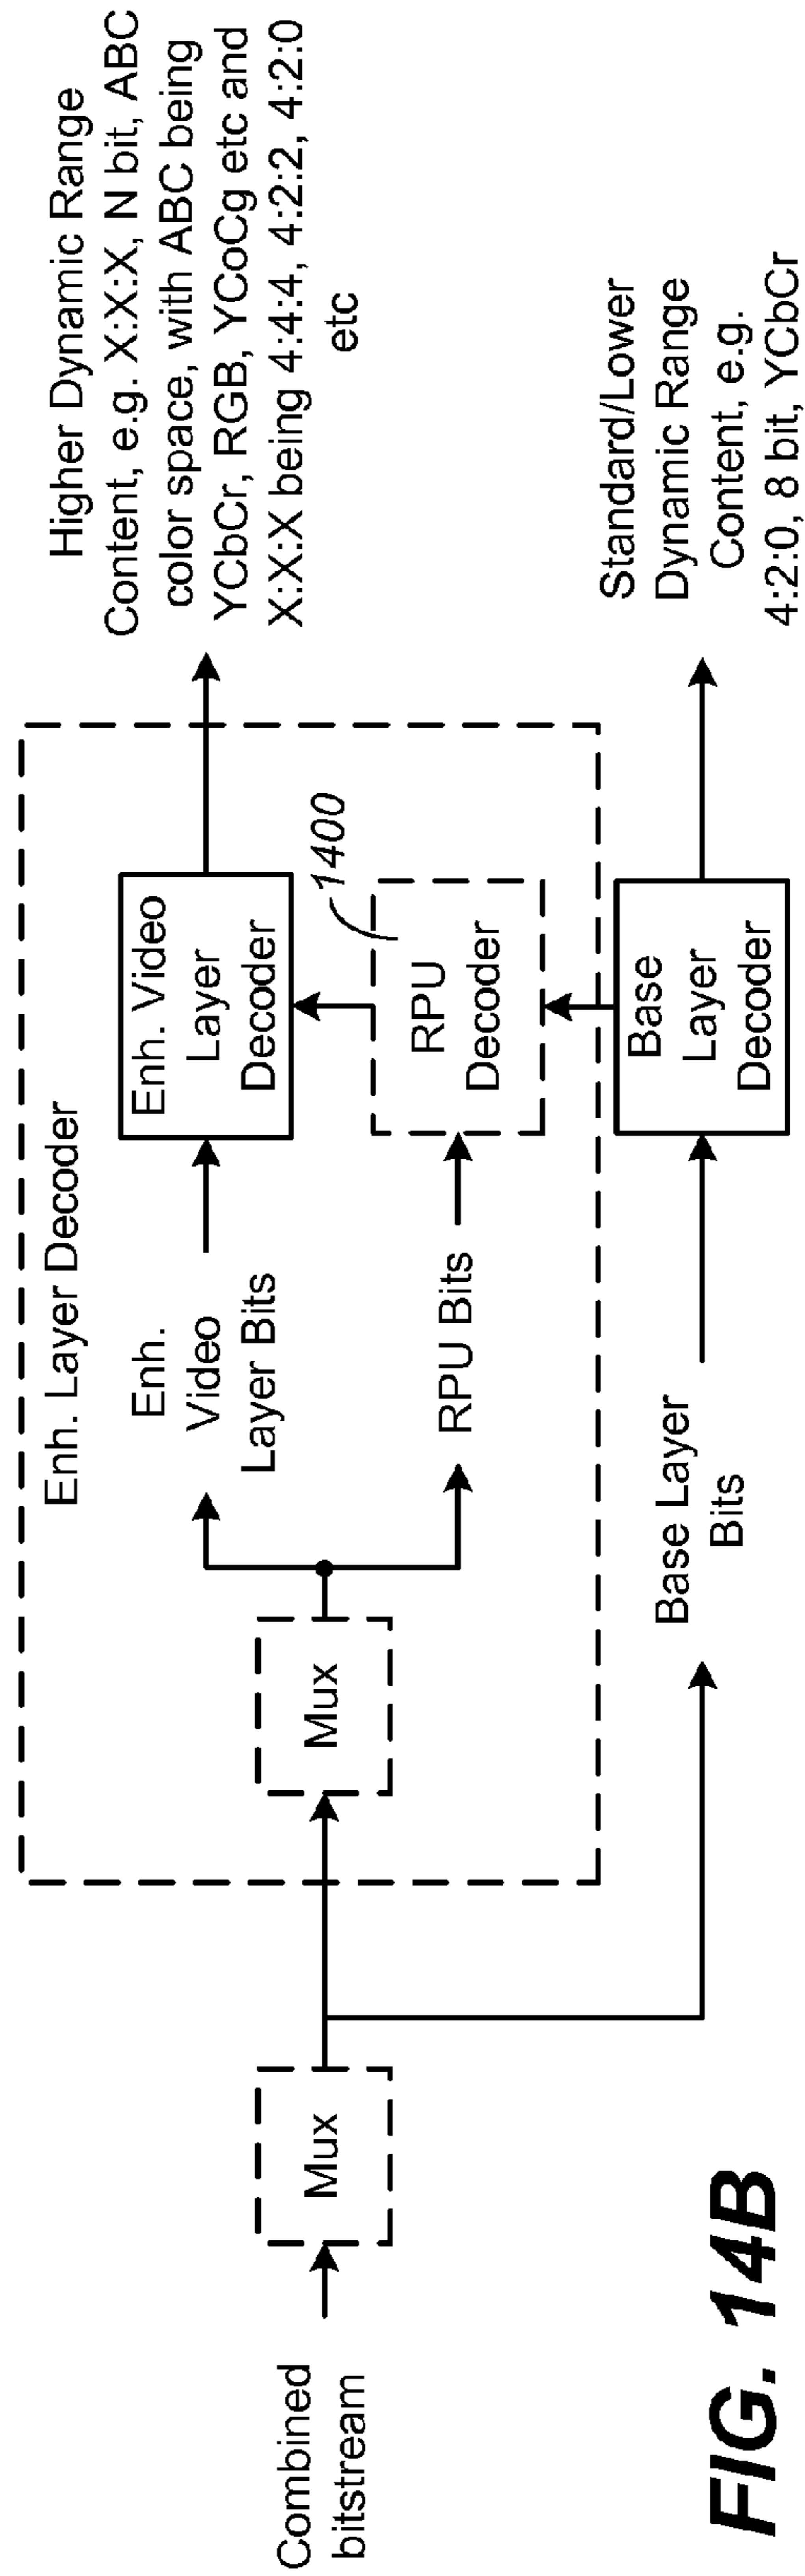 Combined
bitstream
Mux
Mux
Enh. Layer Decoder
Enh.
Video
Layer Bits
RPU Bits
Enh. Video
Layer
Decoder
1400
RPU
Decoder
Higher Dynamic Range
Content, e.g. X:X:X, N bit, ABC
color space, with ABC being
YCbCr, RGB, YCoCg etc and
X:X:X being 4:4:4, 4:2:2, 4:2:0
etc
Base Layer
Bits
Base
Layer
Decoder
Standard/Lower
Dynamic Range
Content, e.g.
4:2:0, 8 bit, YCbCr
FIG. 14B